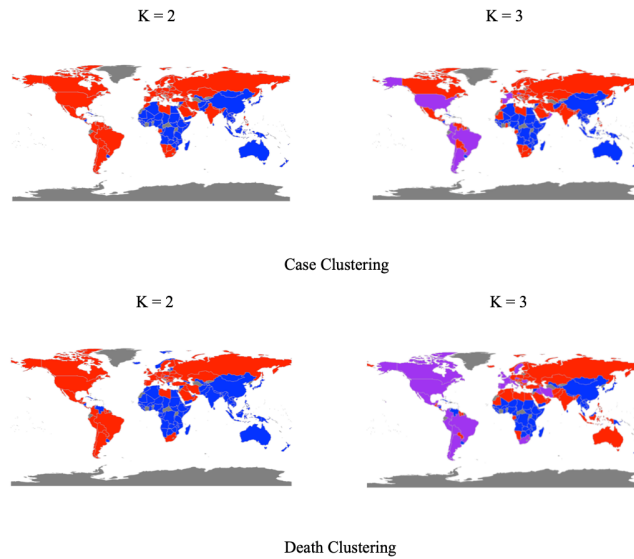 K = 2
K = 3
Case Clustering
K = 2
K = 3
Death Clustering